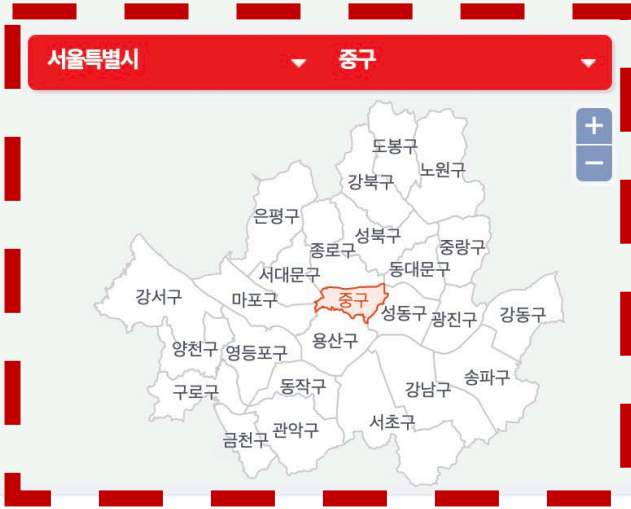 서울특별시 중구
+
−
도봉구
노원구
강북구
은평구
성북구
종로구
중랑구
동대문구
서대문구
강서구
마포구
중구
성동구
광진구
강동구
용산구
양천구
영등포구
송파구
동작구
강남구
구로구
서초구
관악구
금천구